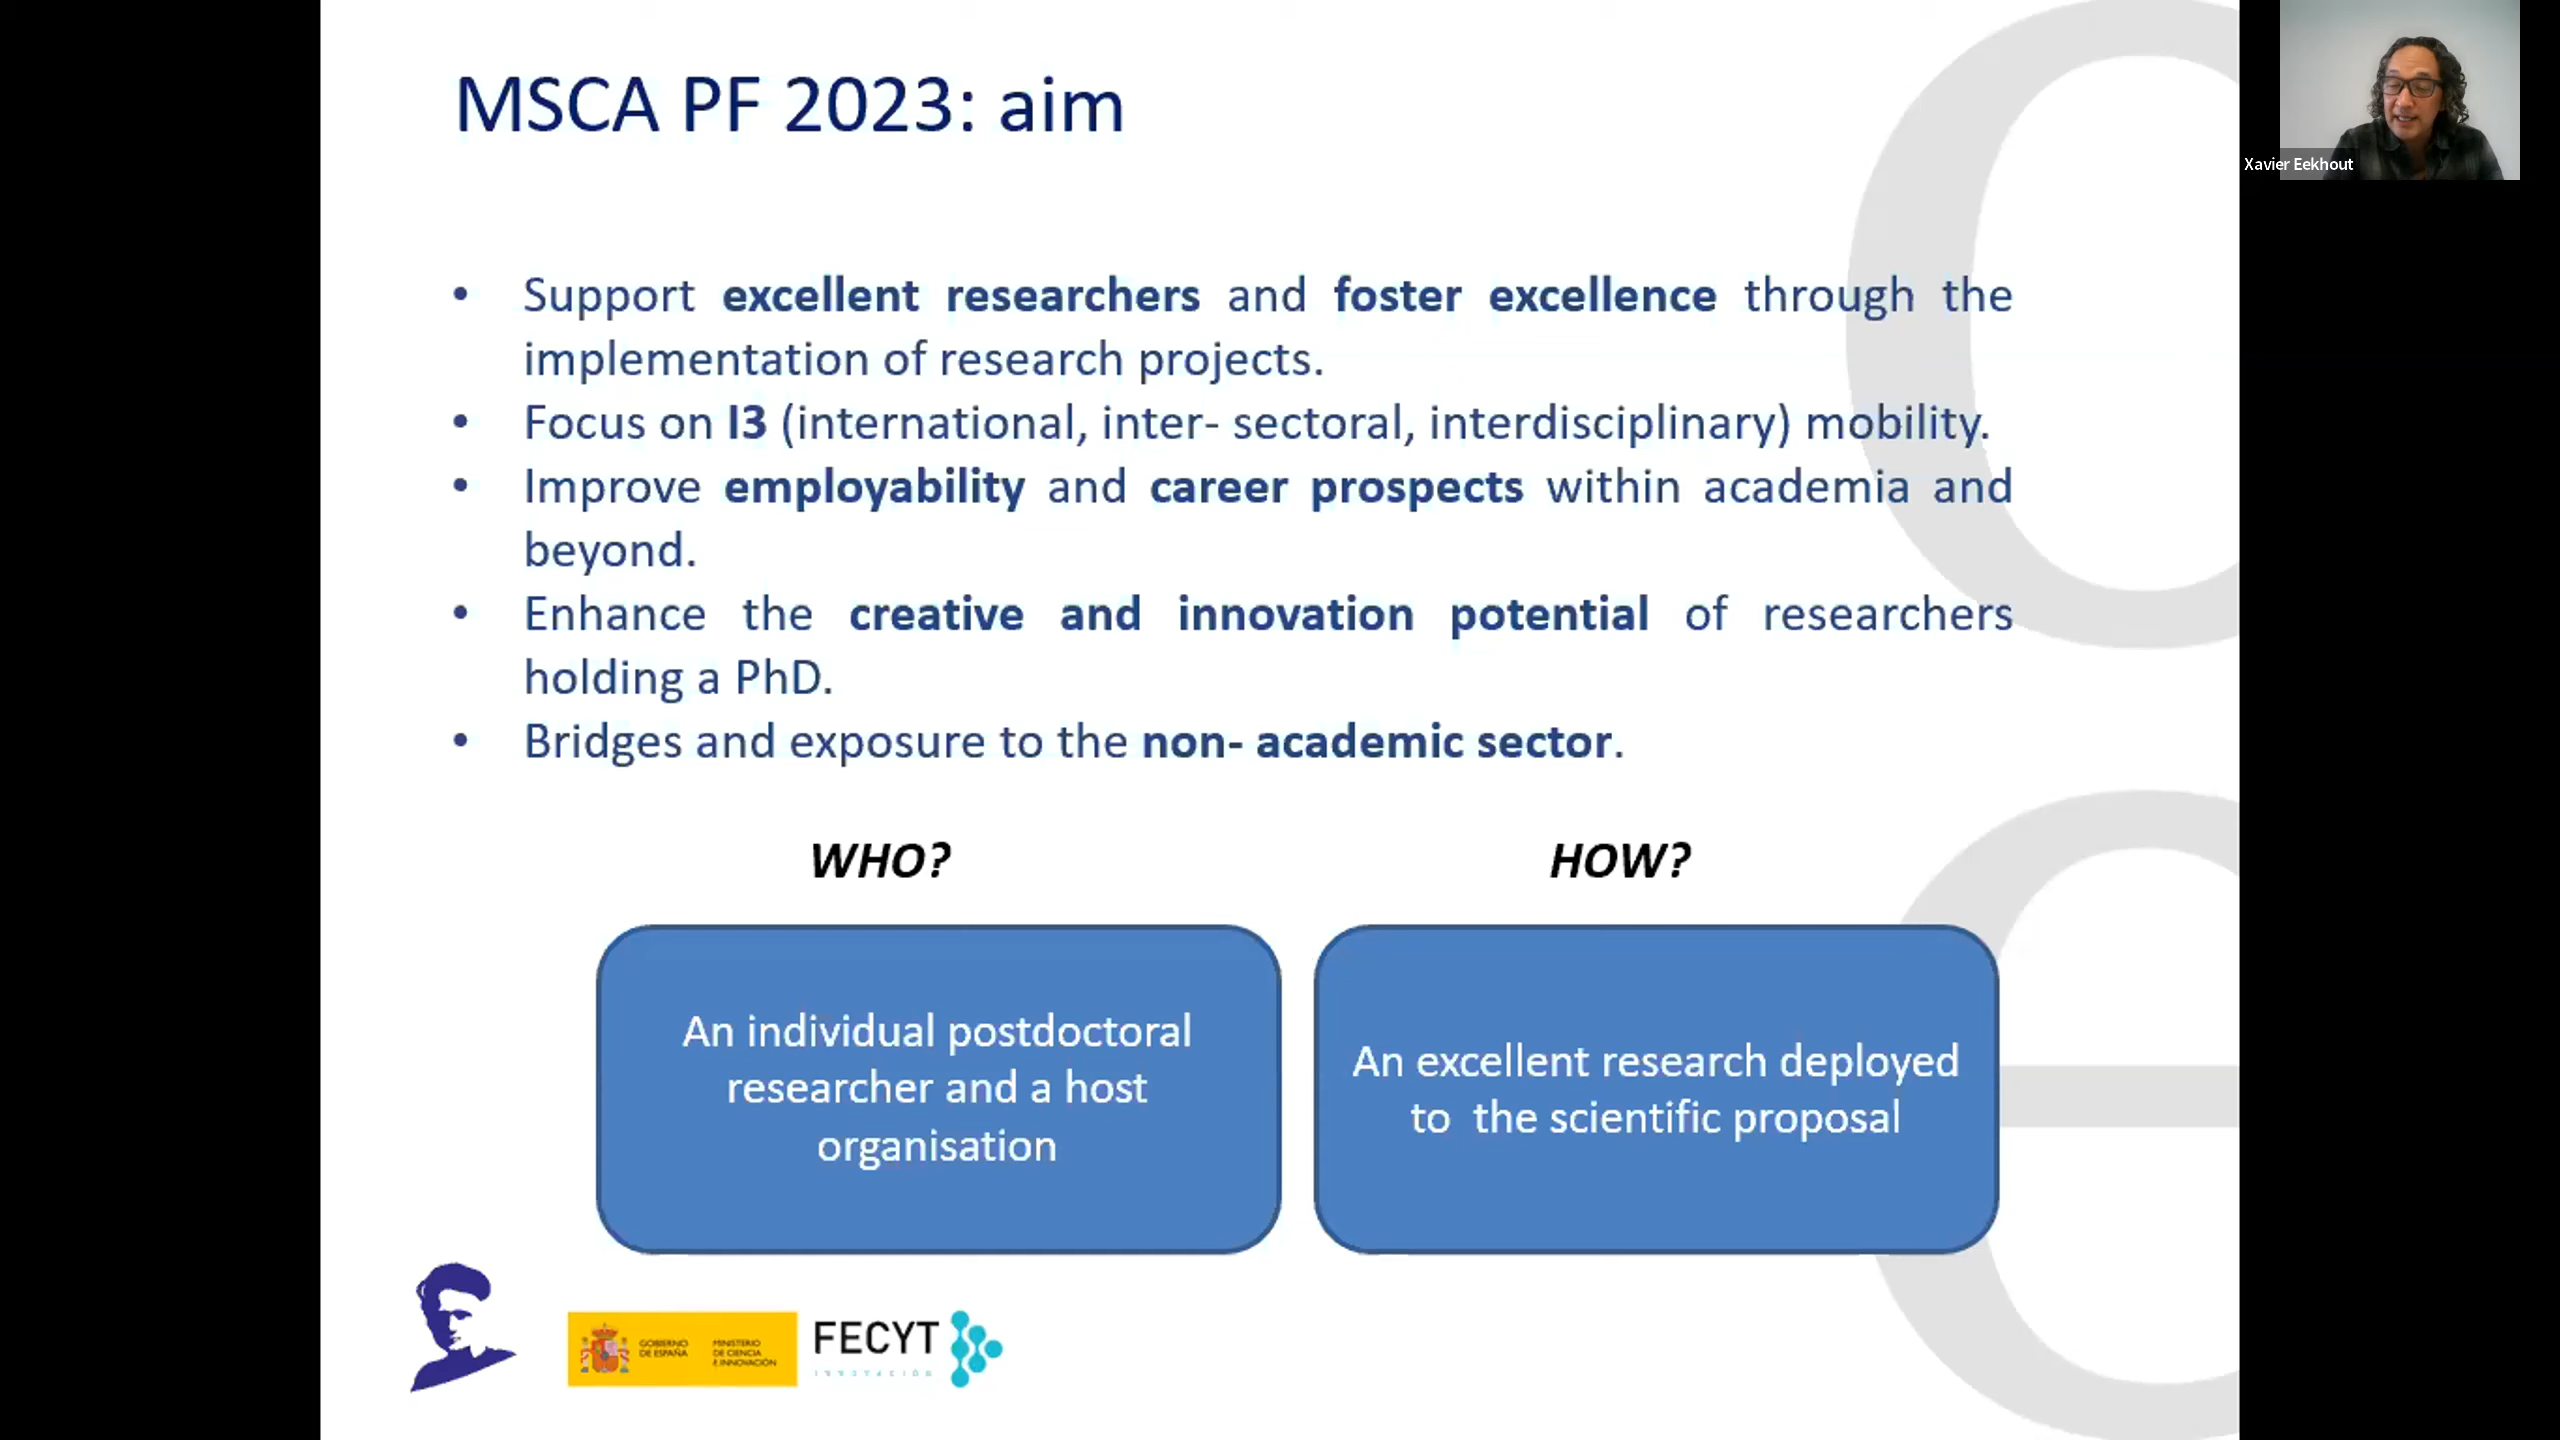 MSCA PF 2023: aim
Xavier Eekhout
• Support excellent researchers and foster excellence through the
implementation of research projects.
• Focus on I3 (international, inter- sectoral, interdisciplinary) mobility.
• Improve employability and career prospects within academia and
beyond.
• Enhance the creative and innovation potential of researchers
holding a PhD.
• Bridges and exposure to the non- academic sector.
WHO?
HOW?
An individual postdoctoral
researcher and a host
organisation
An excellent research deployed
to the scientific proposal
GOBIERNO
DE ESPAÑA
MINISTERIO
DE CIENCIA
E INNOVACIÓN
FECYT
INNOVACIÓN